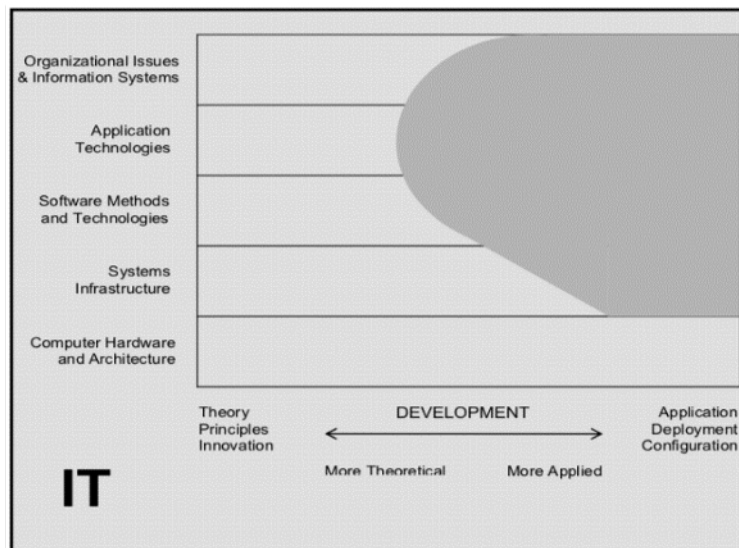 Organizational Issues
& Information Systems
Application
Technologies
Software Methods
and Technologies
Systems
Infrastructure
Computer Hardware
and Architecture
Theory
Principles
Innovation
DEVELOPMENT
Application
Deployment
Configuration
More Theoretical
More Applied
IT